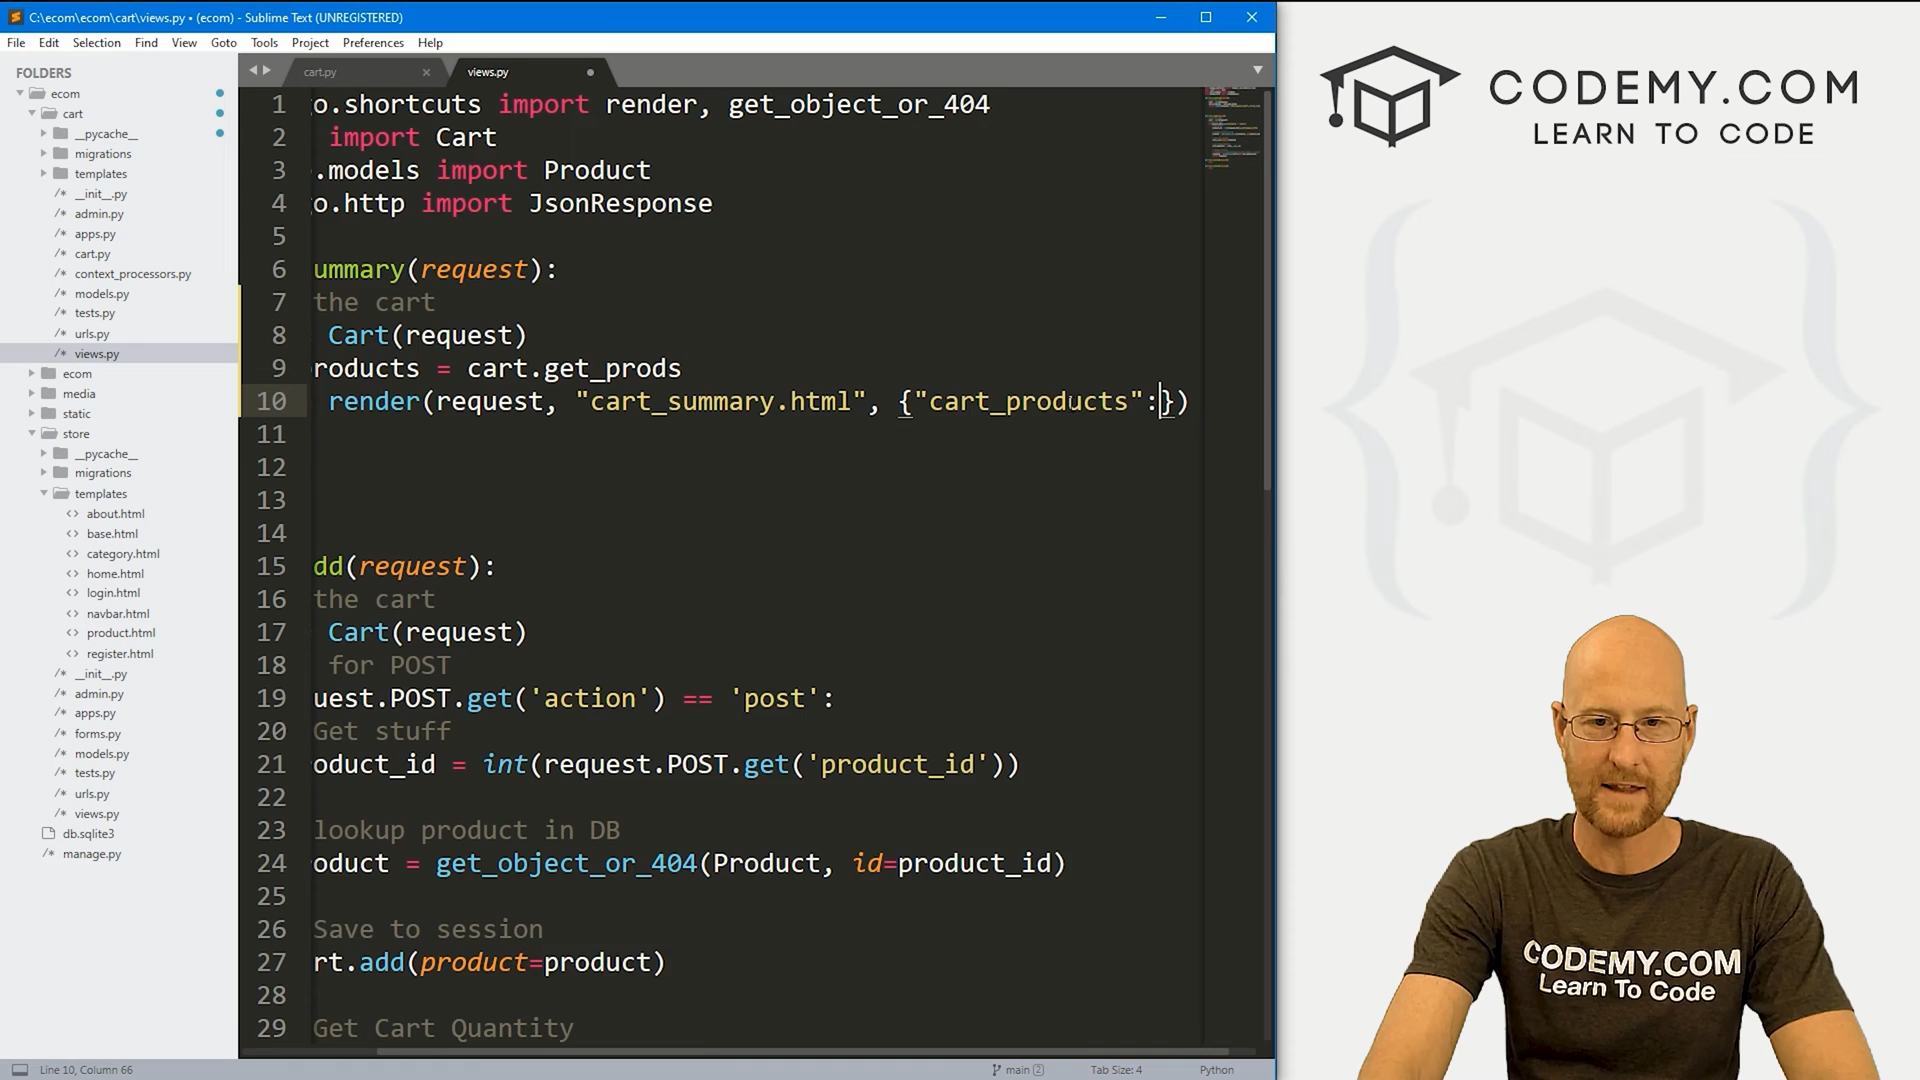 C:\ecom\ecom\cart\views.py • (ecom) - Sublime Text (UNREGISTERED)
File Edit Selection Find View Goto Tools Project Preferences Help
FOLDERS
ecom
cart
__pycache__
migrations
templates
__init__.py
admin.py
apps.py
cart.py
context_processors.py
models.py
tests.py
urls.py
views.py
ecom
media
static
store
__pycache__
migrations
templates
about.html
base.html
category.html
home.html
login.html
navbar.html
product.html
register.html
__init__.py
admin.py
apps.py
forms.py
models.py
tests.py
urls.py
views.py
db.sqlite3
manage.py
cart.py
views.py
1 o.shortcuts import render, get_object_or_404
2 import Cart
3 .models import Product
4 o.http import JsonResponse
5
6 ummary(request):
7 the cart
8 Cart(request)
9 roducts = cart.get_prods
10 render(request, "cart_summary.html", {"cart_products":})
11
12
13
14
15 dd(request):
16 the cart
17 Cart(request)
18 for POST
19 uest.POST.get('action') == 'post':
20 Get stuff
21 oduct_id = int(request.POST.get('product_id'))
22
23 lookup product in DB
24 oduct = get_object_or_404(Product, id=product_id)
25
26 Save to session
27 rt.add(product=product)
28
29 Get Cart Quantity
Line 10, Column 66
main 2
Tab Size: 4
Python
CODEMY.COM
LEARN TO CODE
CODEMY.COM
Learn To Code